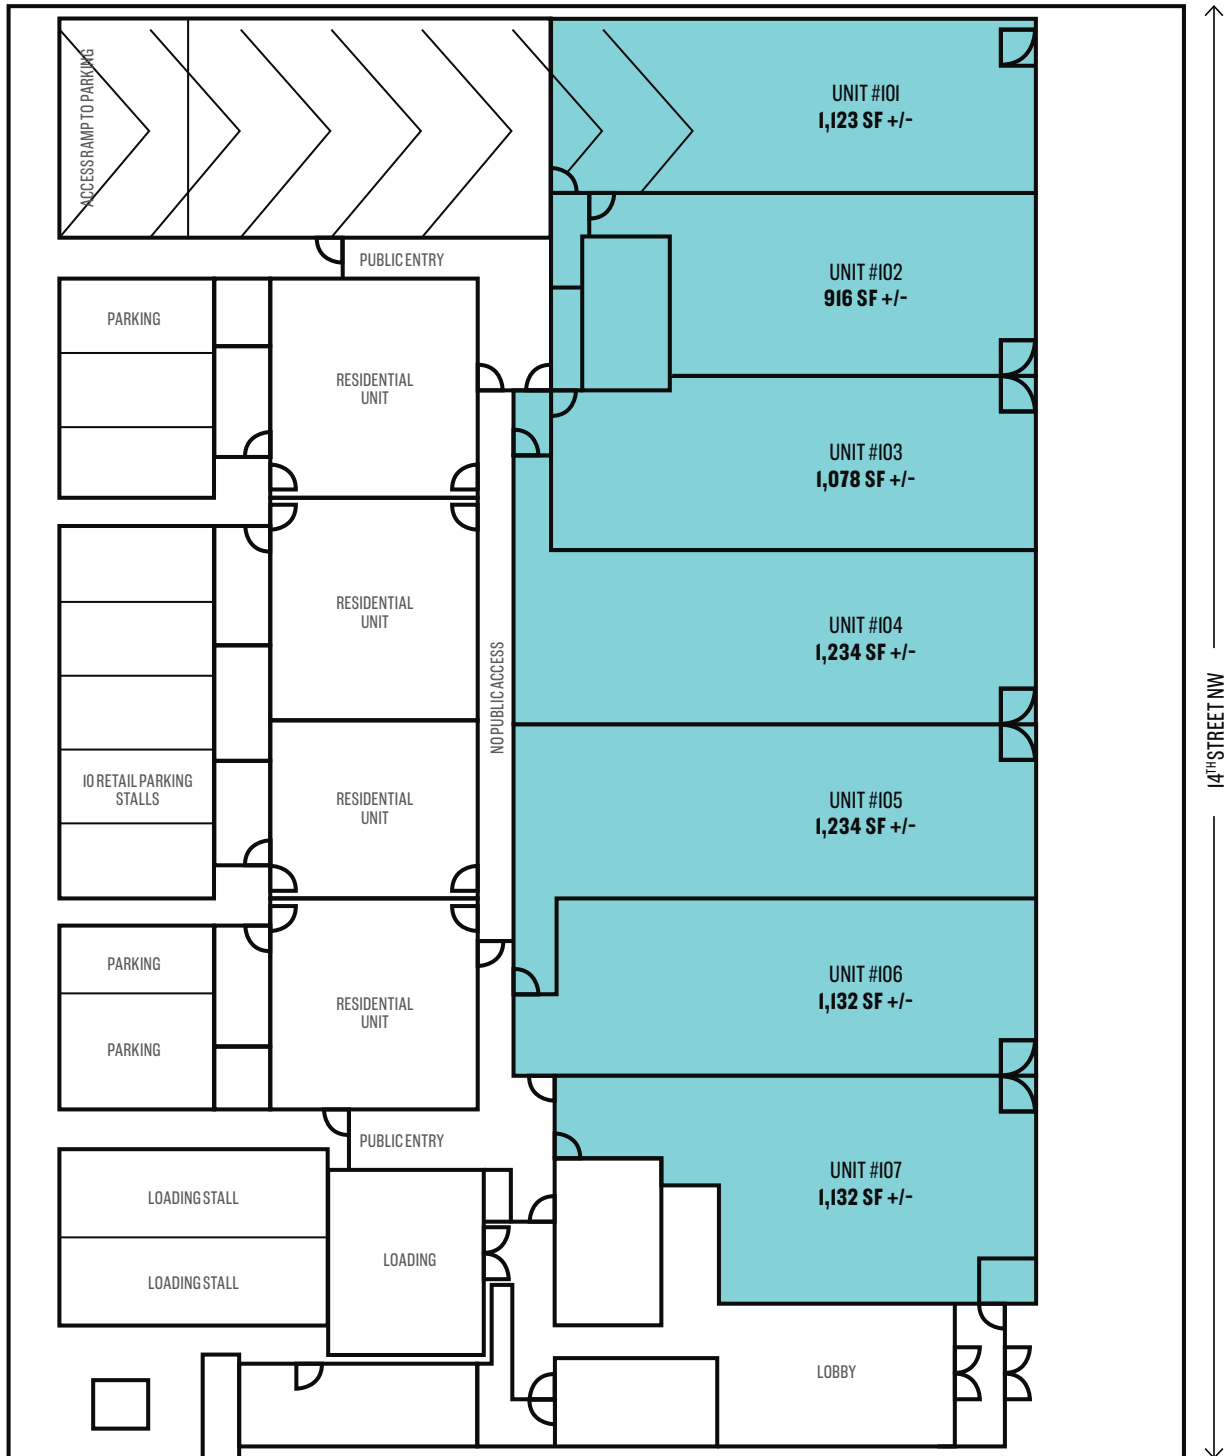 ACCESS RAMP TO PARKING
UNIT #101
1,123 SF +/-
PUBLIC ENTRY
UNIT #102
916 SF +/-
PARKING
RESIDENTIAL
UNIT
UNIT #103
1,078 SF +/-
RESIDENTIAL
UNIT
UNIT #104
1,234 SF +/-
NO PUBLIC ACCESS
14TH STREET NW
10 RETAIL PARKING
STALLS
RESIDENTIAL
UNIT
UNIT #105
1,234 SF +/-
PARKING
RESIDENTIAL
UNIT
UNIT #106
1,132 SF +/-
PARKING
PUBLIC ENTRY
UNIT #107
1,132 SF +/-
LOADING STALL
LOADING
LOADING STALL
LOBBY